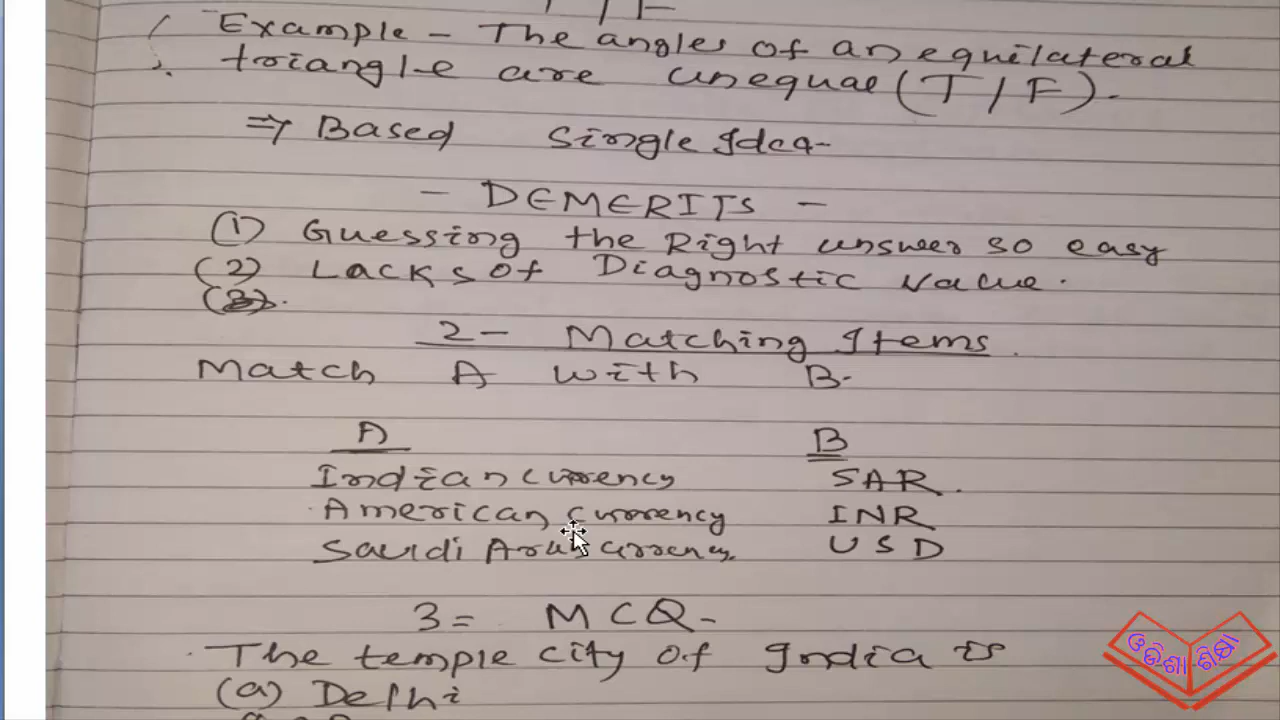 Example - The angles of an equilateral
triangle are unequal (T/F).
⇒ Based Single Idea-
- DEMERITS -
(1) Guessing the Right answer so easy
(2) Lacks of Diagnostic Value.
(3).
2- Matching Items.
Match A with B-
A B
Indian currency SAR.
American currency INR
Saudi Arab currency. USD
3= MCQ-
The temple city of India is
(a) Delhi
ଓଡିଶା ଶିକ୍ଷା